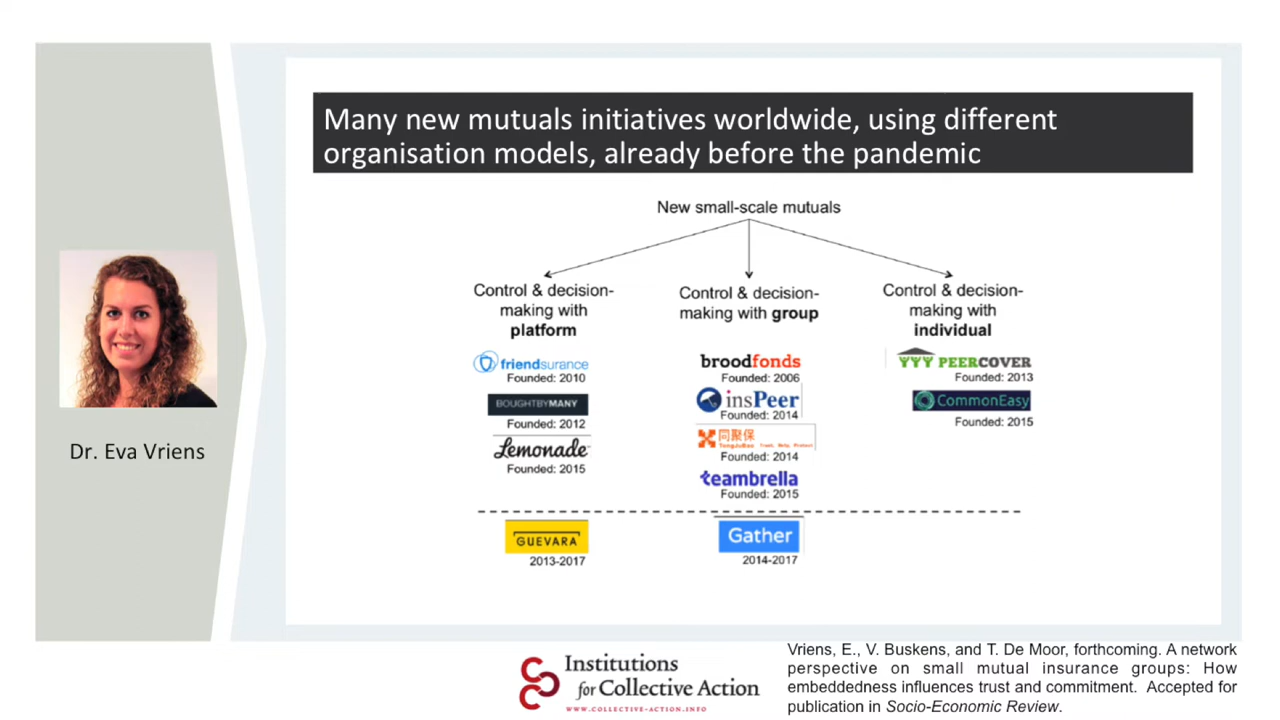 Many new mutuals initiatives worldwide, using different
organisation models, already before the pandemic
New small-scale mutuals
Control & decision-
making with
platform
friendsurance
Founded: 2010
BOUGHTBYMANY
Founded: 2012
Lemonade
Founded: 2015
GUEVARA
2013-2017
Control & decision-
making with group
broodfonds
Founded: 2006
insPeer
Founded: 2014
同聚保
TongJuBao Trust, Help, Protect
Founded: 2014
teambrella
Founded: 2015
Gather
2014-2017
Control & decision-
making with
individual
PEERCOVER
Founded: 2013
CommonEasy
Founded: 2015
Dr. Eva Vriens
Institutions
for Collective Action
WWW.COLLECTIVE-ACTION.INFO
Vriens, E., V. Buskens, and T. De Moor, forthcoming. A network
perspective on small mutual insurance groups: How
embeddedness influences trust and commitment. Accepted for
publication in Socio-Economic Review.